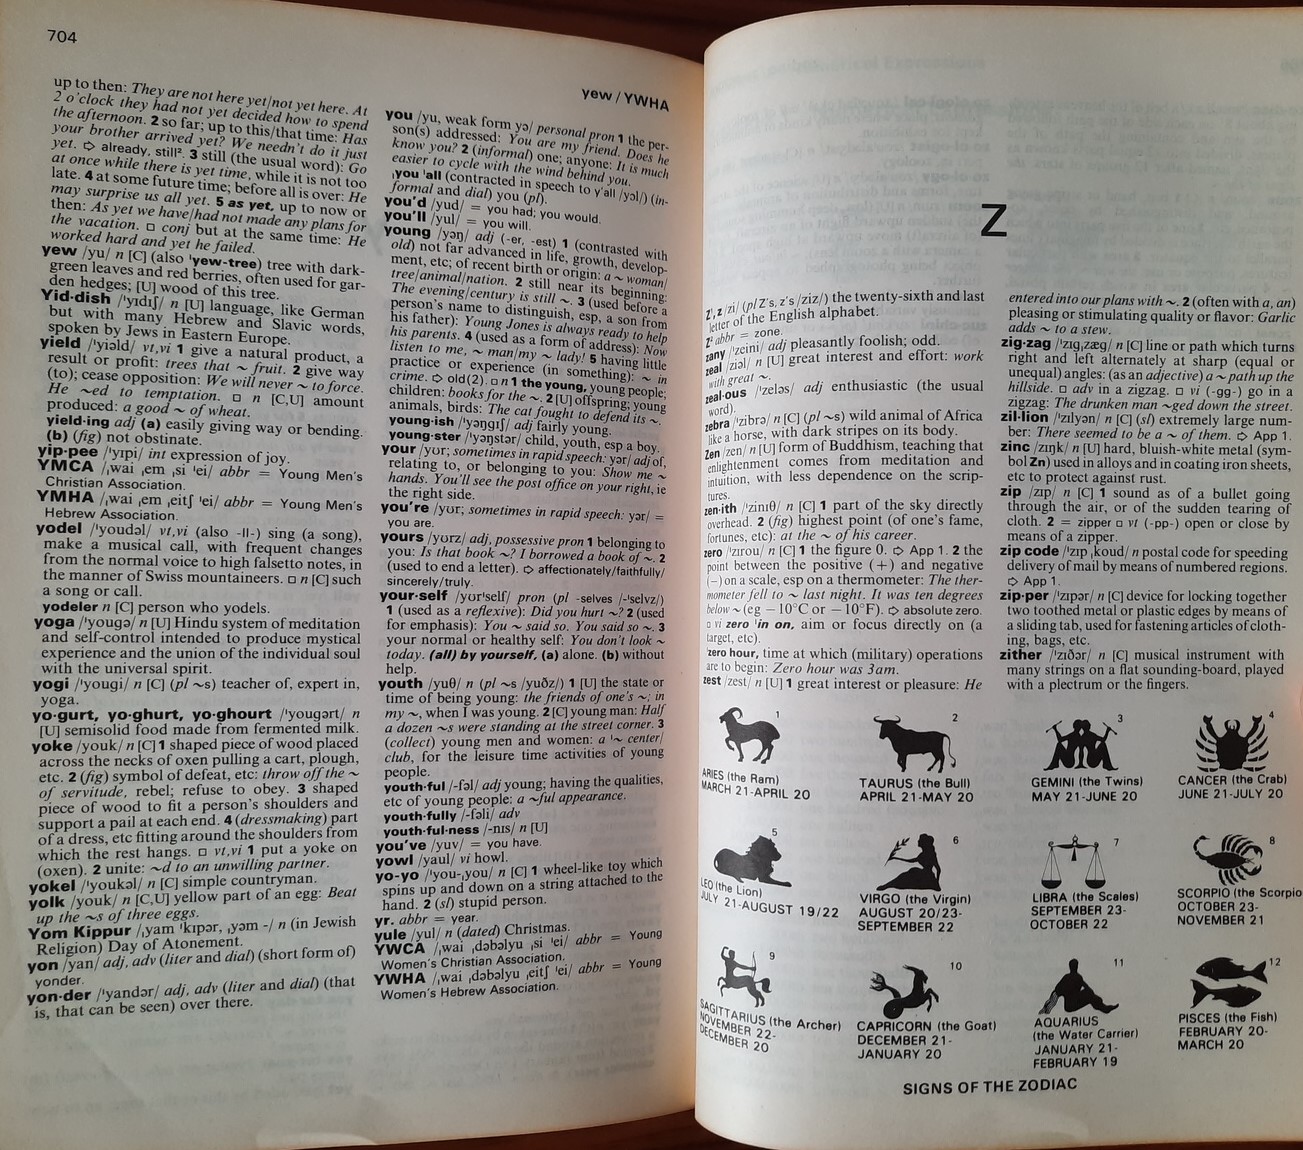 704
yew / YWHA
up to then: They are not here yet/not yet here. At
2 o'clock they had not yet decided how to spend
the afternoon. 2 so far; up to this/that time: Has
your brother arrived yet? We needn't do it just
yet. ⇨ already, still². 3 still (the usual word): Go
at once while there is yet time, while it is not too
late. 4 at some future time; before all is over: He
may surprise us all yet. 5 as yet, up to now or
then: As yet we have/had not made any plans for
the vacation. □ conj but at the same time: He
worked hard and yet he failed.
yew /yu/ n [C] (also ˈyew-tree) tree with dark-
green leaves and red berries, often used for gar-
den hedges; [U] wood of this tree.
Yid·dish /ˈyɪdɪʃ/ n [U] language, like German
but with many Hebrew and Slavic words,
spoken by Jews in Eastern Europe.
yield /ˈyiəld/ vt,vi 1 give a natural product, a
result or profit: trees that ~ fruit. 2 give way
(to); cease opposition: We will never ~ to force.
He ~ed to temptation. □ n [C,U] amount
produced: a good ~ of wheat.
yield·ing adj (a) easily giving way or bending.
(b) (fig) not obstinate.
yip·pee /ˈyɪpi/ int expression of joy.
YMCA /ˌwai ˌem ˌsi ˈei/ abbr = Young Men's
Christian Association.
YMHA /ˌwai ˌem ˌeitʃ ˈei/ abbr = Young Men's
Hebrew Association.
yodel /ˈyoudəl/ vt,vi (also -ll-) sing (a song),
make a musical call, with frequent changes
from the normal voice to high falsetto notes, in
the manner of Swiss mountaineers. □ n [C] such
a song or call.
yodeler n [C] person who yodels.
yoga /ˈyougə/ n [U] Hindu system of meditation
and self-control intended to produce mystical
experience and the union of the individual soul
with the universal spirit.
yogi /ˈyougi/ n [C] (pl ~s) teacher of, expert in,
yoga.
yo·gurt, yo·ghurt, yo·ghourt /ˈyougərt/ n
[U] semisolid food made from fermented milk.
yoke /youk/ n [C] 1 shaped piece of wood placed
across the necks of oxen pulling a cart, plough,
etc. 2 (fig) symbol of defeat, etc: throw off the ~
of servitude, rebel; refuse to obey. 3 shaped
piece of wood to fit a person's shoulders and
support a pail at each end. 4 (dressmaking) part
of a dress, etc fitting around the shoulders from
which the rest hangs. □ vt,vi 1 put a yoke on
(oxen). 2 unite: ~d to an unwilling partner.
yokel /ˈyoukəl/ n [C] simple countryman.
yolk /youk/ n [C,U] yellow part of an egg: Beat
up the ~s of three eggs.
Yom Kippur /ˌyam ˈkɪpər, ˌyəm -/ n (in Jewish
Religion) Day of Atonement.
yon /yan/ adj, adv (liter and dial) (short form of)
yonder.
yon·der /ˈyandər/ adj, adv (liter and dial) (that
is, that can be seen) over there.
you /yu, weak form yə/ personal pron 1 the per-
son(s) addressed: You are my friend. Does he
know you? 2 (informal) one; anyone: It is much
easier to cycle with the wind behind you.
ˌyou ˈall (contracted in speech to y'all /yɔl/) (in-
formal and dial) you (pl).
you'd /yud/ = you had; you would.
you'll /yul/ = you will.
young /yəŋ/ adj (-er, -est) 1 (contrasted with
old) not far advanced in life, growth, develop-
ment, etc; of recent birth or origin: a ~ woman/
tree/animal/nation. 2 still near its beginning:
The evening/century is still ~. 3 (used before a
person's name to distinguish, esp, a son from
his father): Young Jones is always ready to help
his parents. 4 (used as a form of address): Now
listen to me, ~ man/my ~ lady! 5 having little
practice or experience (in something): ~ in
crime. ⇨ old(2). □ n 1 the young, young people;
children: books for the ~. 2 [U] offspring; young
animals, birds: The cat fought to defend its ~.
young·ish /ˈyəŋgɪʃ/ adj fairly young.
young·ster /ˈyəŋstər/ child, youth, esp a boy.
your /yʊr; sometimes in rapid speech: yər/ adj of,
relating to, or belonging to you: Show me ~
hands. You'll see the post office on your right, ie
the right side.
you're /yʊr; sometimes in rapid speech: yər/ =
you are.
yours /yʊrz/ adj, possessive pron 1 belonging to
you: Is that book ~? I borrowed a book of ~. 2
(used to end a letter). ⇨ affectionately/faithfully/
sincerely/truly.
your·self /yʊrˈself/ pron (pl -selves /-ˈselvz/)
1 (used as a reflexive): Did you hurt ~? 2 (used
for emphasis): You ~ said so. You said so ~. 3
your normal or healthy self: You don't look ~
today. (all) by yourself, (a) alone. (b) without
help.
youth /yuθ/ n (pl ~s /yuðz/) 1 [U] the state or
time of being young: the friends of one's ~; in
my ~, when I was young. 2 [C] young man: Half
a dozen ~s were standing at the street corner. 3
(collect) young men and women: a ˈ~ center/
club, for the leisure time activities of young
people.
youth·ful /-fəl/ adj young; having the qualities,
etc of young people: a ~ful appearance.
youth·fully /-fəli/ adv
youth·ful·ness /-nɪs/ n [U]
you've /yuv/ = you have.
yowl /yaul/ vi howl.
yo-yo /ˈyou-ˌyou/ n [C] 1 wheel-like toy which
spins up and down on a string attached to the
hand. 2 (sl) stupid person.
yr. abbr = year.
yule /yul/ n (dated) Christmas.
YWCA /ˌwai ˌdəbəlyu ˌsi ˈei/ abbr = Young
Women's Christian Association.
YWHA /ˌwai ˌdəbəlyu ˌeitʃ ˈei/ abbr = Young
Women's Hebrew Association.
Z
Z¹, z /zi/ (pl Z's, z's /ziz/) the twenty-sixth and last
letter of the English alphabet.
Z² abbr = zone.
zany /ˈzeini/ adj pleasantly foolish; odd.
zeal /ziəl/ n [U] great interest and effort: work
with great ~.
zeal·ous /ˈzeləs/ adj enthusiastic (the usual
word).
zebra /ˈzibrə/ n [C] (pl ~s) wild animal of Africa
like a horse, with dark stripes on its body.
Zen /zen/ n [U] form of Buddhism, teaching that
enlightenment comes from meditation and
intuition, with less dependence on the scrip-
tures.
zen·ith /ˈzinɪθ/ n [C] 1 part of the sky directly
overhead. 2 (fig) highest point (of one's fame,
fortunes, etc): at the ~ of his career.
zero /ˈzɪrou/ n [C] 1 the figure 0. ⇨ App 1. 2 the
point between the positive (+) and negative
(−) on a scale, esp on a thermometer: The ther-
mometer fell to ~ last night. It was ten degrees
below ~ (eg −10°C or −10°F). ⇨ absolute zero.
□ vi zero ˈin on, aim or focus directly on (a
target, etc).
ˈzero hour, time at which (military) operations
are to begin: Zero hour was 3am.
zest /zest/ n [U] 1 great interest or pleasure: He
entered into our plans with ~. 2 (often with a, an)
pleasing or stimulating quality or flavor: Garlic
adds ~ to a stew.
zig·zag /ˈzɪgˌzæg/ n [C] line or path which turns
right and left alternately at sharp (equal or
unequal) angles: (as an adjective) a ~ path up the
hillside. □ adv in a zigzag. □ vi (-gg-) go in a
zigzag: The drunken man ~ged down the street.
zil·lion /ˈzɪlyən/ n [C] (sl) extremely large num-
ber: There seemed to be a ~ of them. ⇨ App 1.
zinc /zɪŋk/ n [U] hard, bluish-white metal (sym-
bol Zn) used in alloys and in coating iron sheets,
etc to protect against rust.
zip /zɪp/ n [C] 1 sound as of a bullet going
through the air, or of the sudden tearing of
cloth. 2 = zipper □ vt (-pp-) open or close by
means of a zipper.
zip code /ˈzɪp ˌkoud/ n postal code for speeding
delivery of mail by means of numbered regions.
⇨ App 1.
zip·per /ˈzɪpər/ n [C] device for locking together
two toothed metal or plastic edges by means of
a sliding tab, used for fastening articles of cloth-
ing, bags, etc.
zither /ˈzɪðər/ n [C] musical instrument with
many strings on a flat sounding-board, played
with a plectrum or the fingers.
1
ARIES (the Ram)
MARCH 21-APRIL 20
2
TAURUS (the Bull)
APRIL 21-MAY 20
3
GEMINI (the Twins)
MAY 21-JUNE 20
4
CANCER (the Crab)
JUNE 21-JULY 20
5
LEO (the Lion)
JULY 21-AUGUST 19/22
6
VIRGO (the Virgin)
AUGUST 20/23-
SEPTEMBER 22
7
LIBRA (the Scales)
SEPTEMBER 23-
OCTOBER 22
8
SCORPIO (the Scorpio
OCTOBER 23-
NOVEMBER 21
9
SAGITTARIUS (the Archer)
NOVEMBER 22-
DECEMBER 20
10
CAPRICORN (the Goat)
DECEMBER 21-
JANUARY 20
11
AQUARIUS
(the Water Carrier)
JANUARY 21-
FEBRUARY 19
12
PISCES (the Fish)
FEBRUARY 20-
MARCH 20
SIGNS OF THE ZODIAC